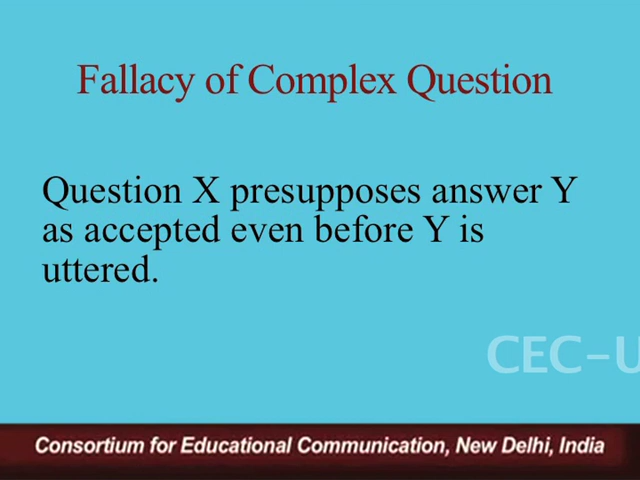 Fallacy of Complex Question
Question X presupposes answer Y
as accepted even before Y is
uttered.
CEC-U
Consortium for Educational Communication, New Delhi, India